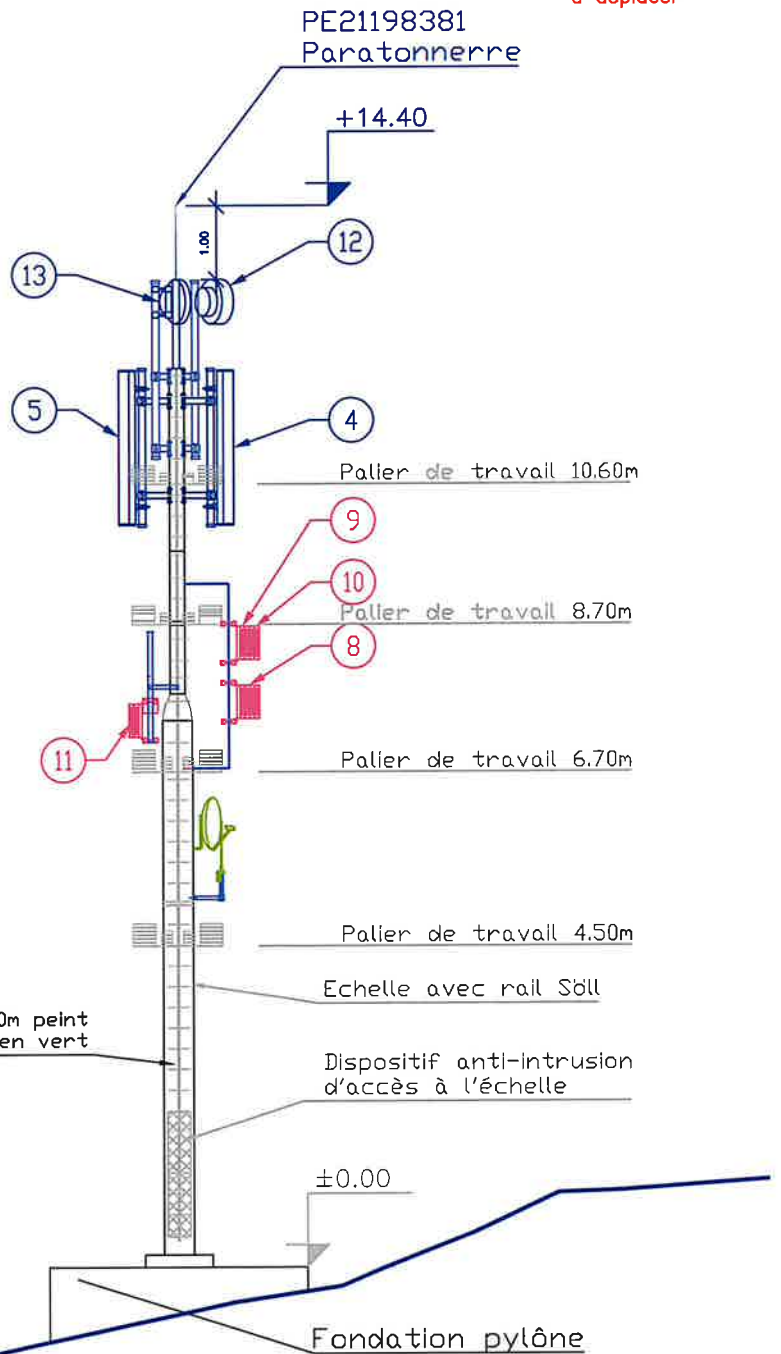 à déplacer
PE21198381
Paratonnerre
+14.40
1.00
12
13
5
4
Palier de travail 10.60m
9
10
Palier de travail 8.70m
8
11
Palier de travail 6.70m
Palier de travail 4.50m
Echelle avec rail Söll
0m peint
en vert
Dispositif anti-intrusion
d'accès à l'échelle
±0.00
Fondation pylône